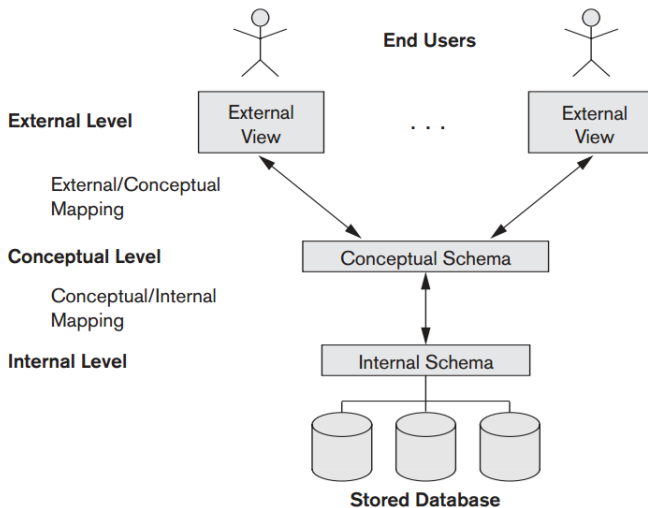 End Users
External Level
External
View
. . .
External
View
External/Conceptual
Mapping
Conceptual Level
Conceptual Schema
Conceptual/Internal
Mapping
Internal Level
Internal Schema
Stored Database